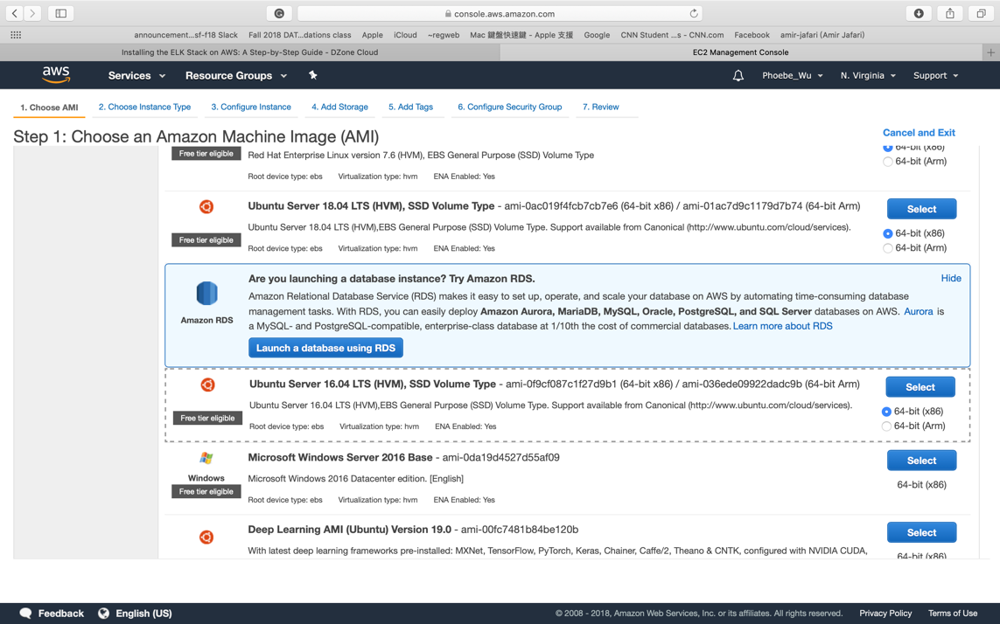 console.aws.amazon.com
announcement...sf-f18 Slack Fall 2018 DAT...dations class Apple iCloud ~regweb Mac 鍵盤快速鍵 - Apple 支援 Google CNN Student ...s - CNN.com Facebook amir-jafari (Amir Jafari)
Installing the ELK Stack on AWS: A Step-by-Step Guide - DZone Cloud EC2 Management Console
aws Services Resource Groups Phoebe_Wu N. Virginia Support
1. Choose AMI 2. Choose Instance Type 3. Configure Instance 4. Add Storage 5. Add Tags 6. Configure Security Group 7. Review
Step 1: Choose an Amazon Machine Image (AMI) Cancel and Exit
Free tier eligible Red Hat Enterprise Linux version 7.6 (HVM), EBS General Purpose (SSD) Volume Type 64-bit (x86)
64-bit (Arm)
Root device type: ebs Virtualization type: hvm ENA Enabled: Yes
Ubuntu Server 18.04 LTS (HVM), SSD Volume Type - ami-0ac019f4fcb7cb7e6 (64-bit x86) / ami-01ac7d9c1179d7b74 (64-bit Arm) Select
Ubuntu Server 18.04 LTS (HVM),EBS General Purpose (SSD) Volume Type. Support available from Canonical (http://www.ubuntu.com/cloud/services).
Free tier eligible 64-bit (x86)
Root device type: ebs Virtualization type: hvm ENA Enabled: Yes 64-bit (Arm)
Are you launching a database instance? Try Amazon RDS. Hide
Amazon Relational Database Service (RDS) makes it easy to set up, operate, and scale your database on AWS by automating time-consuming database
management tasks. With RDS, you can easily deploy Amazon Aurora, MariaDB, MySQL, Oracle, PostgreSQL, and SQL Server databases on AWS. Aurora is
Amazon RDS a MySQL- and PostgreSQL-compatible, enterprise-class database at 1/10th the cost of commercial databases. Learn more about RDS
Launch a database using RDS
Ubuntu Server 16.04 LTS (HVM), SSD Volume Type - ami-0f9cf087c1f27d9b1 (64-bit x86) / ami-036ede09922dadc9b (64-bit Arm) Select
Ubuntu Server 16.04 LTS (HVM),EBS General Purpose (SSD) Volume Type. Support available from Canonical (http://www.ubuntu.com/cloud/services).
Free tier eligible 64-bit (x86)
Root device type: ebs Virtualization type: hvm ENA Enabled: Yes 64-bit (Arm)
Microsoft Windows Server 2016 Base - ami-0da19d4527d55af09 Select
Windows Microsoft Windows 2016 Datacenter edition. [English] 64-bit (x86)
Free tier eligible
Root device type: ebs Virtualization type: hvm ENA Enabled: Yes
Deep Learning AMI (Ubuntu) Version 19.0 - ami-00fc7481b84be120b Select
With latest deep learning frameworks pre-installed: MXNet, TensorFlow, PyTorch, Keras, Chainer, Caffe/2, Theano & CNTK, configured with NVIDIA CUDA, 64-bit (x86)
Feedback English (US) © 2008 - 2018, Amazon Web Services, Inc. or its affiliates. All rights reserved. Privacy Policy Terms of Use